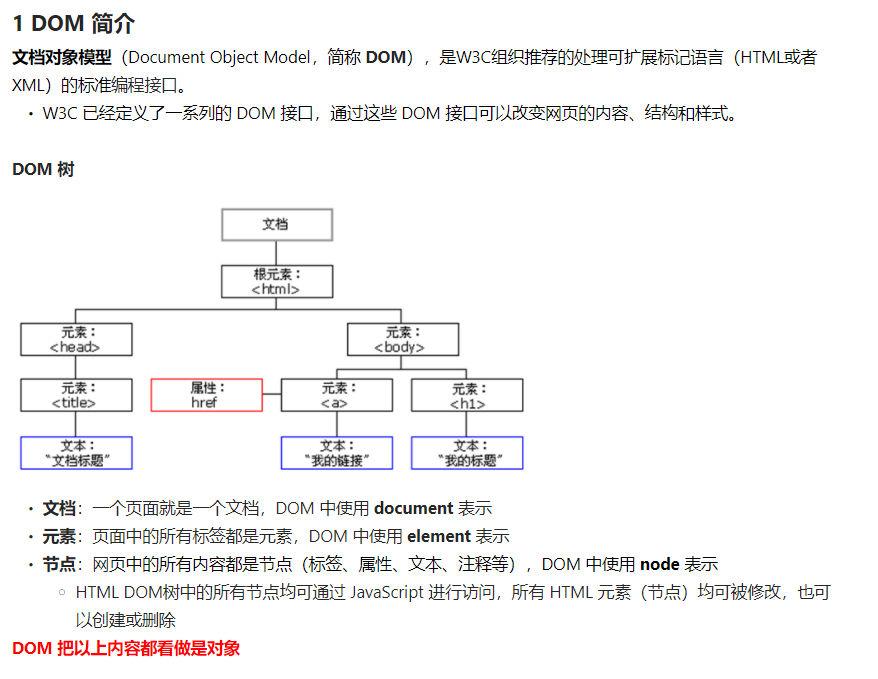 1 DOM 简介
文档对象模型（Document Object Model，简称 DOM），是W3C组织推荐的处理可扩展标记语言（HTML或者
XML）的标准编程接口。
• W3C 已经定义了一系列的 DOM 接口，通过这些 DOM 接口可以改变网页的内容、结构和样式。
DOM 树
文档
根元素：
<html>
元素：
<head>
元素：
<body>
元素：
<title>
属性：
href
元素：
<a>
元素：
<h1>
文本：
“文档标题”
文本：
“我的链接”
文本：
“我的标题”
• 文档：一个页面就是一个文档，DOM 中使用 document 表示
• 元素：页面中的所有标签都是元素，DOM 中使用 element 表示
• 节点：网页中的所有内容都是节点（标签、属性、文本、注释等），DOM 中使用 node 表示
○ HTML DOM树中的所有节点均可通过 JavaScript 进行访问，所有 HTML 元素（节点）均可被修改，也可
以创建或删除
DOM 把以上内容都看做是对象